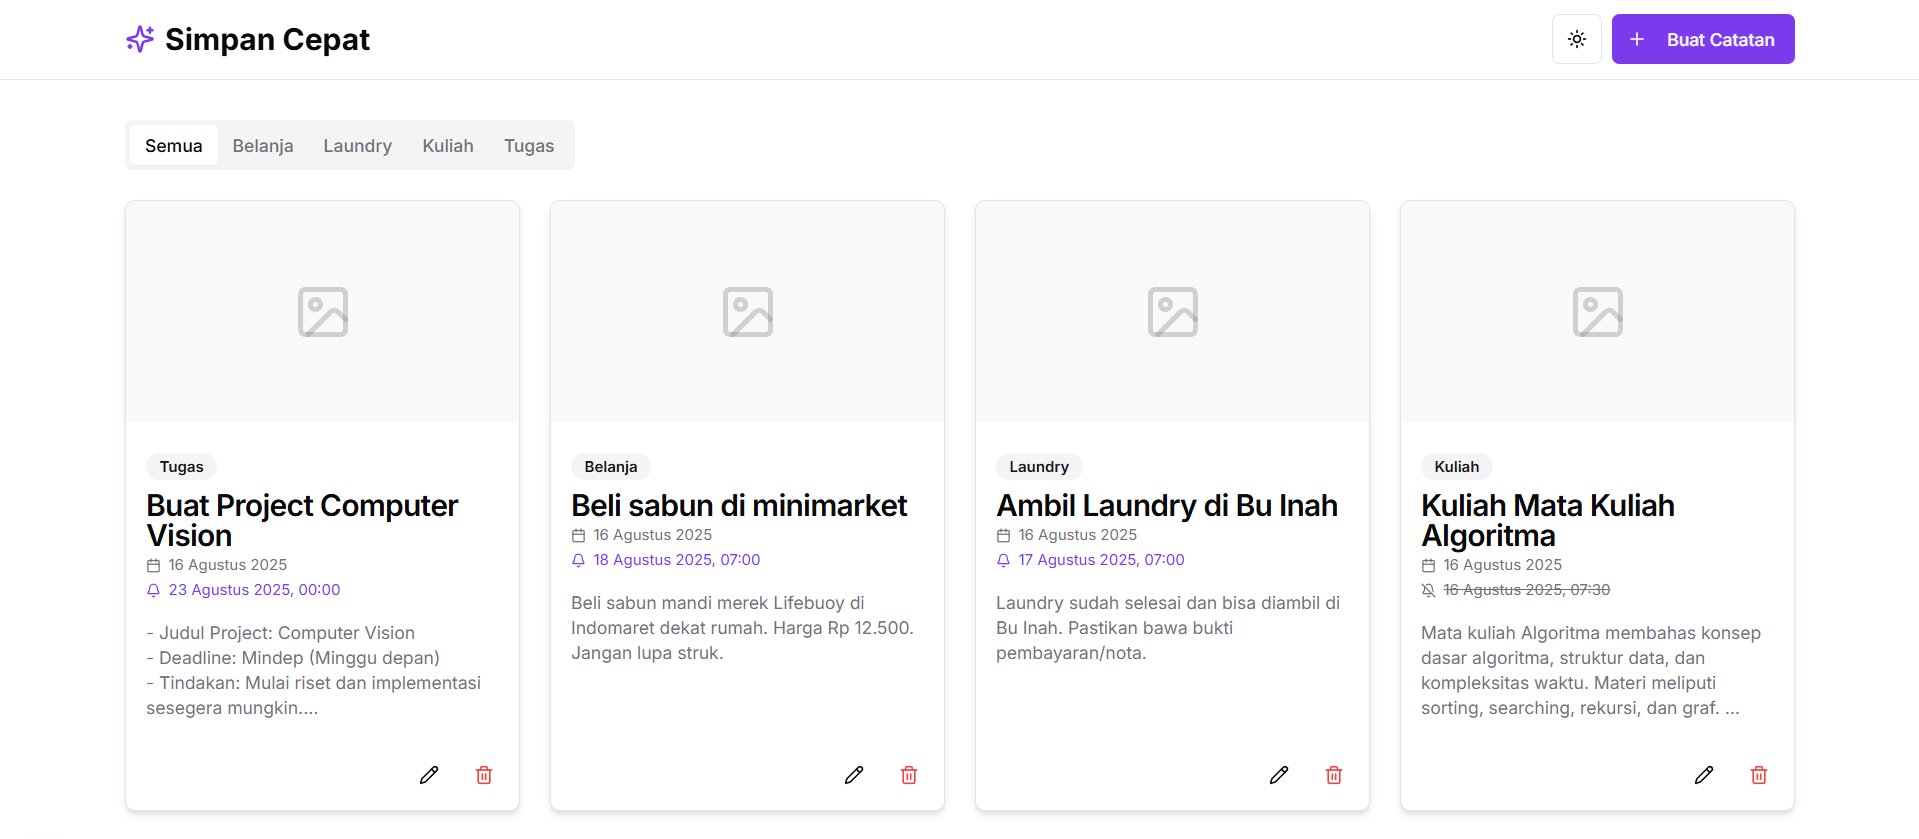 Simpan Cepat
Buat Catatan
Semua Belanja Laundry Kuliah Tugas
Tugas
Buat Project Computer
Vision
16 Agustus 2025
23 Agustus 2025, 00:00
- Judul Project: Computer Vision
- Deadline: Mindep (Minggu depan)
- Tindakan: Mulai riset dan implementasi
sesegera mungkin....
Belanja
Beli sabun di minimarket
16 Agustus 2025
18 Agustus 2025, 07:00
Beli sabun mandi merek Lifebuoy di
Indomaret dekat rumah. Harga Rp 12.500.
Jangan lupa struk.
Laundry
Ambil Laundry di Bu Inah
16 Agustus 2025
17 Agustus 2025, 07:00
Laundry sudah selesai dan bisa diambil di
Bu Inah. Pastikan bawa bukti
pembayaran/nota.
Kuliah
Kuliah Mata Kuliah
Algoritma
16 Agustus 2025
16 Agustus 2025, 07:30
Mata kuliah Algoritma membahas konsep
dasar algoritma, struktur data, dan
kompleksitas waktu. Materi meliputi
sorting, searching, rekursi, dan graf. ...